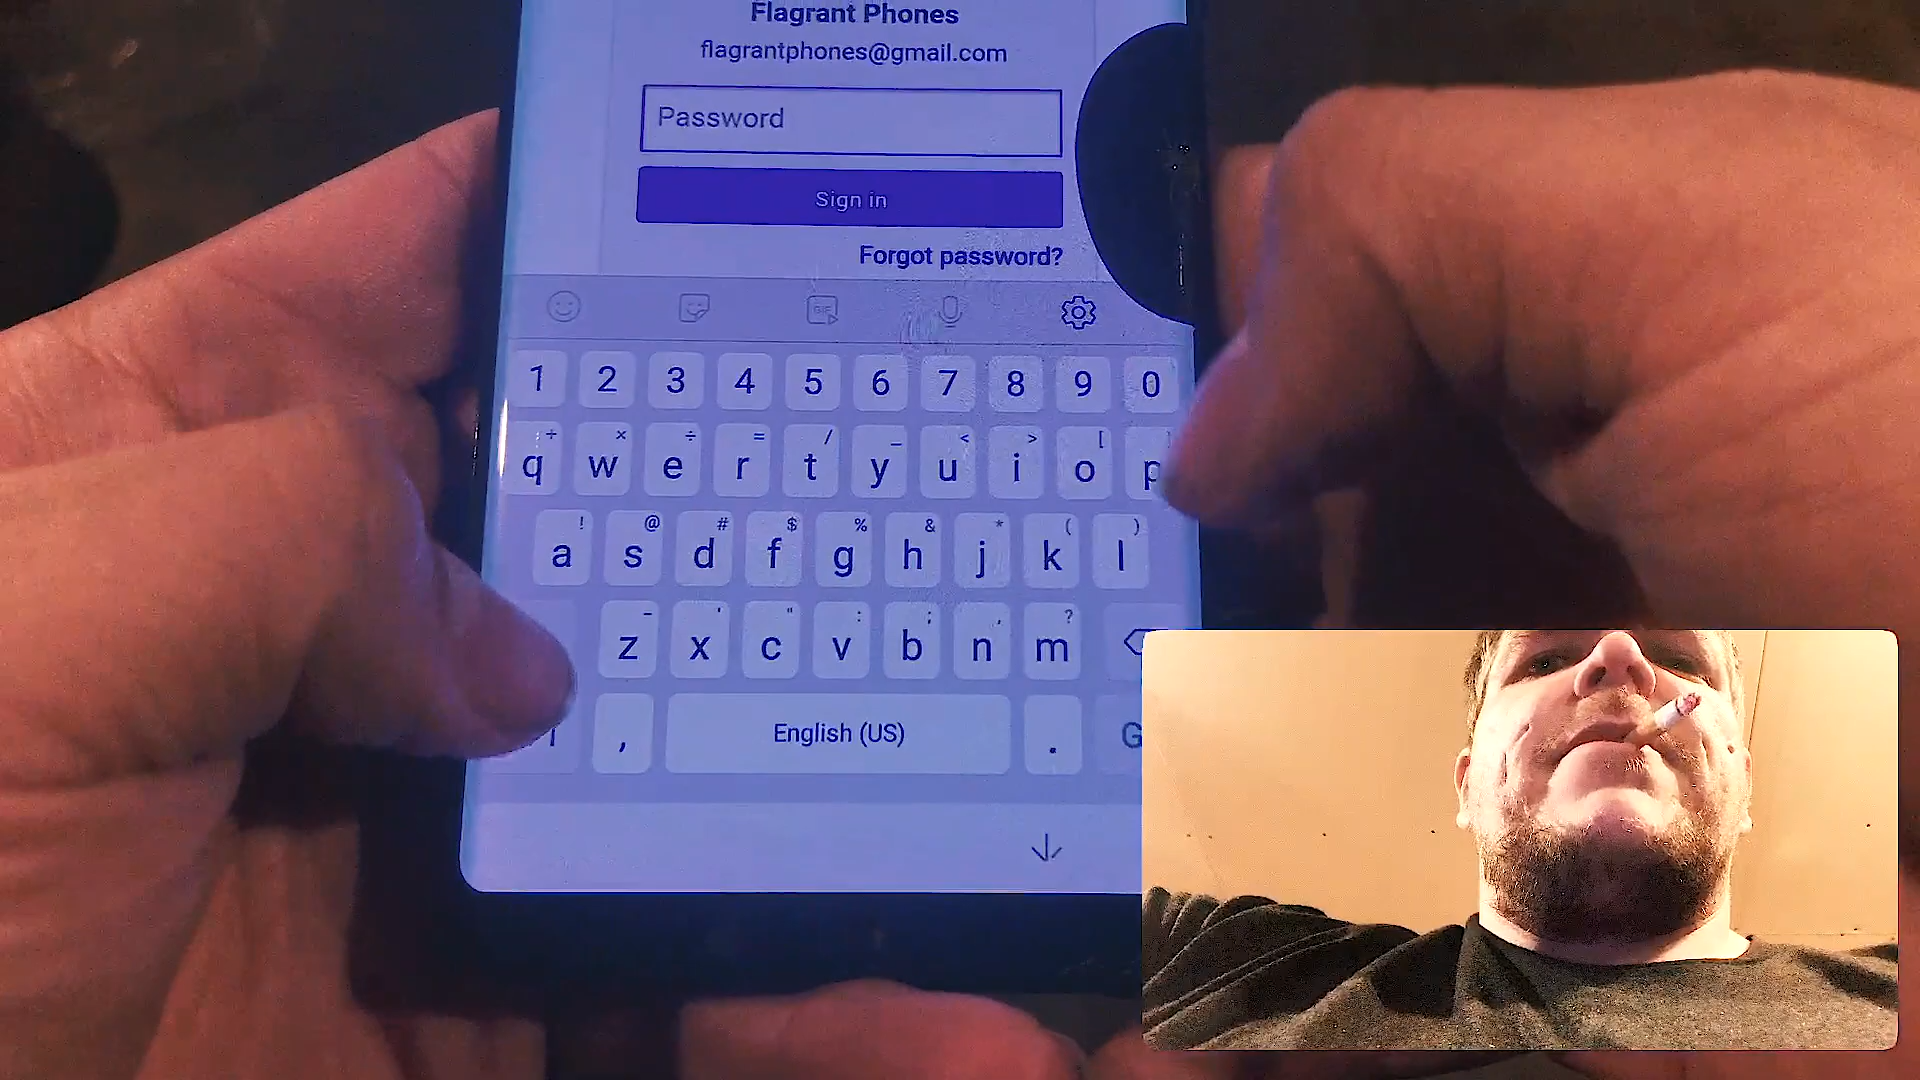 Flagrant Phones
flagrantphones@gmail.com
Password
Sign in
Forgot password?
GIF
1 2 3 4 5 6 7 8 9 0
+ × ÷ = / _ < > [ ]
q w e r t y u i o p
! @ # $ % & * ( )
a s d f g h j k l
- ' " : ; , ?
z x c v b n m
, English (US) .